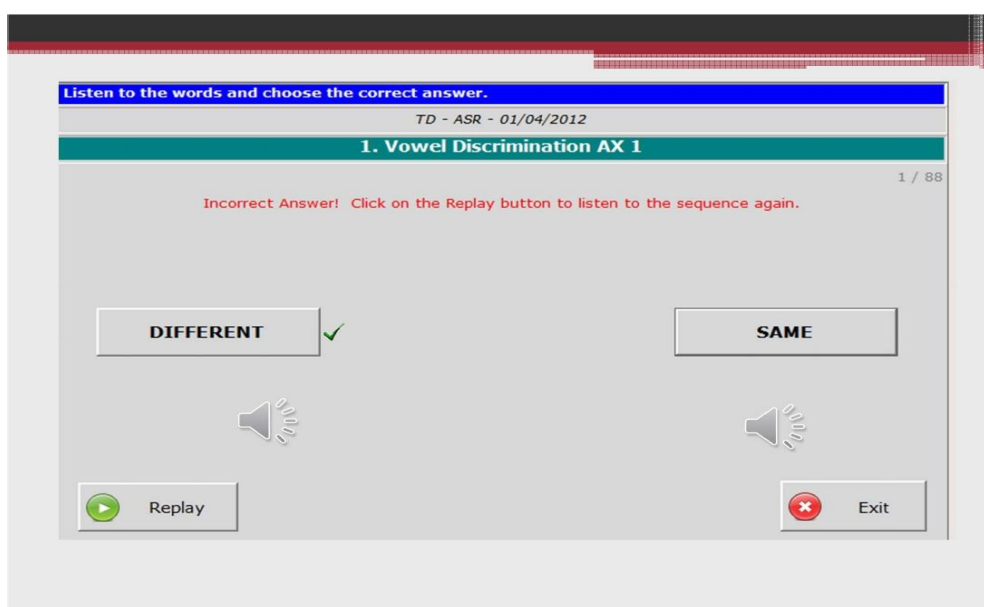 Listen to the words and choose the correct answer.
TD - ASR - 01/04/2012
1. Vowel Discrimination AX 1
1 / 88
Incorrect Answer! Click on the Replay button to listen to the sequence again.
DIFFERENT
SAME
Replay
Exit